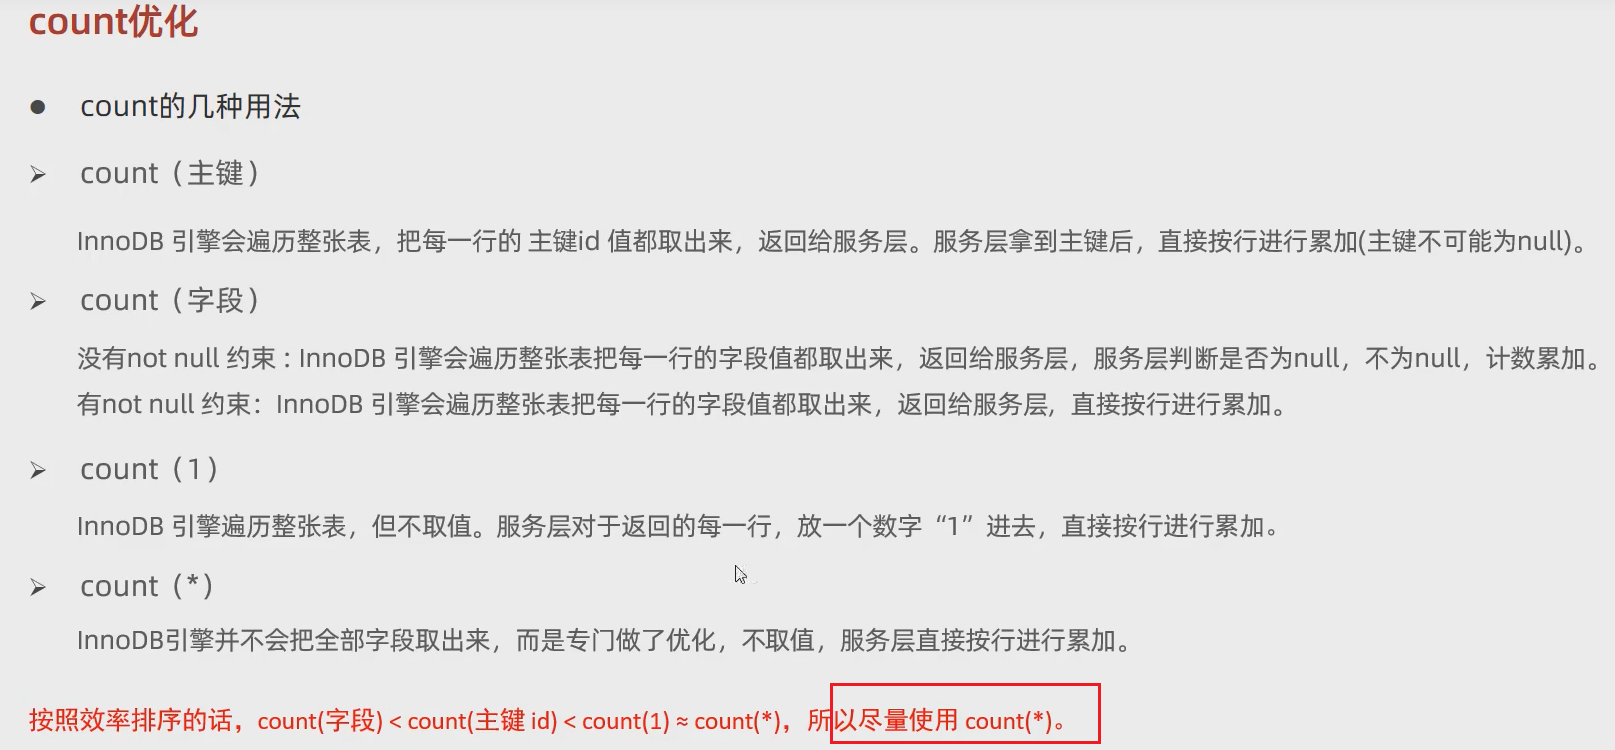 count优化
● count的几种用法
➢ count（主键）
InnoDB 引擎会遍历整张表，把每一行的 主键id 值都取出来，返回给服务层。服务层拿到主键后，直接按行进行累加(主键不可能为null)。
➢ count（字段）
没有not null 约束 : InnoDB 引擎会遍历整张表把每一行的字段值都取出来，返回给服务层，服务层判断是否为null，不为null，计数累加。
有not null 约束：InnoDB 引擎会遍历整张表把每一行的字段值都取出来，返回给服务层，直接按行进行累加。
➢ count（1）
InnoDB 引擎遍历整张表，但不取值。服务层对于返回的每一行，放一个数字“1”进去，直接按行进行累加。
➢ count（*）
InnoDB引擎并不会把全部字段取出来，而是专门做了优化，不取值，服务层直接按行进行累加。
按照效率排序的话，count(字段) < count(主键 id) < count(1) ≈ count(*)，所以尽量使用 count(*)。